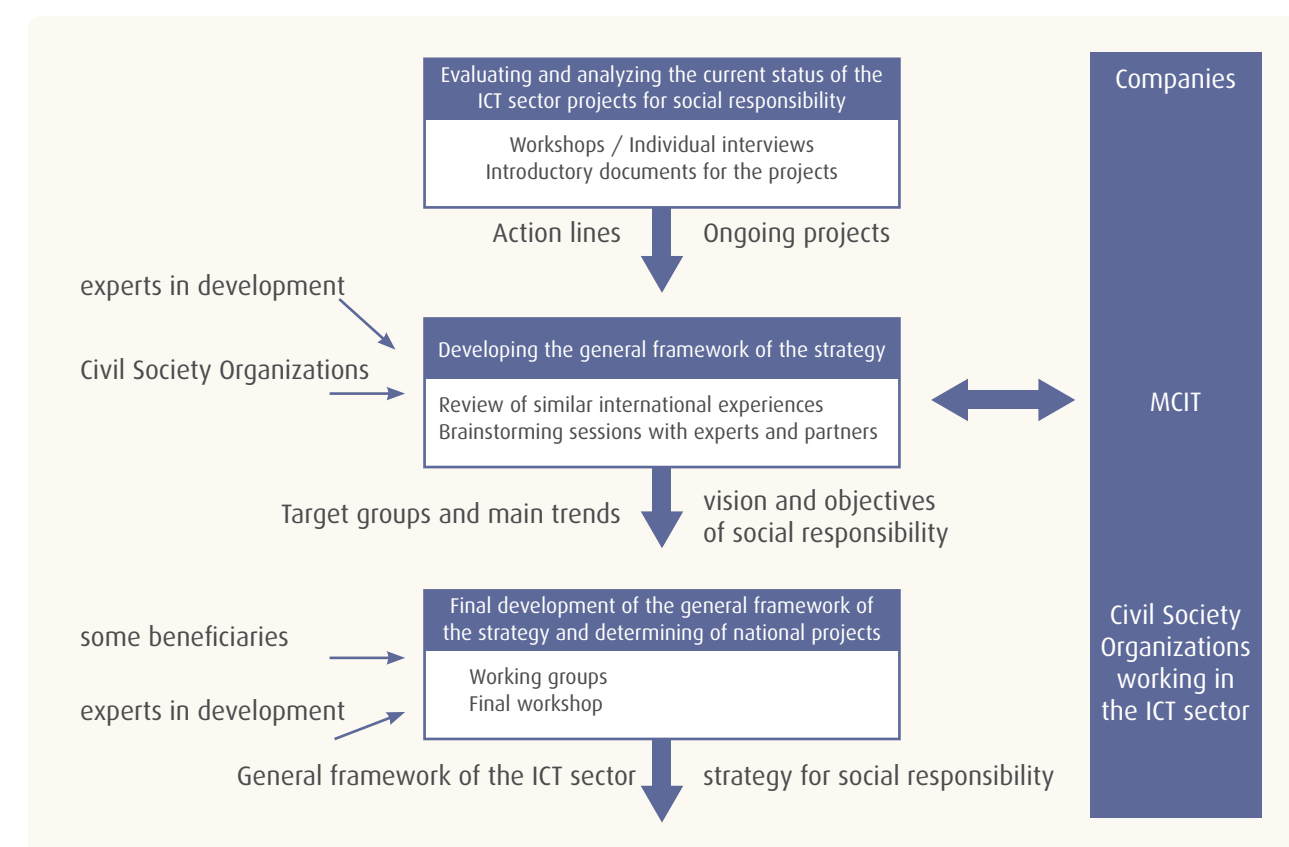 Evaluating and analyzing the current status of the
ICT sector projects for social responsibility
Workshops / Individual interviews
Introductory documents for the projects
Action lines
Ongoing projects
experts in development
Civil Society Organizations
Developing the general framework of the strategy
Review of similar international experiences
Brainstorming sessions with experts and partners
Target groups and main trends
vision and objectives
of social responsibility
some beneficiaries
experts in development
Final development of the general framework of
the strategy and determining of national projects
Working groups
Final workshop
General framework of the ICT sector
strategy for social responsibility
Companies
MCIT
Civil Society
Organizations
working in
the ICT sector